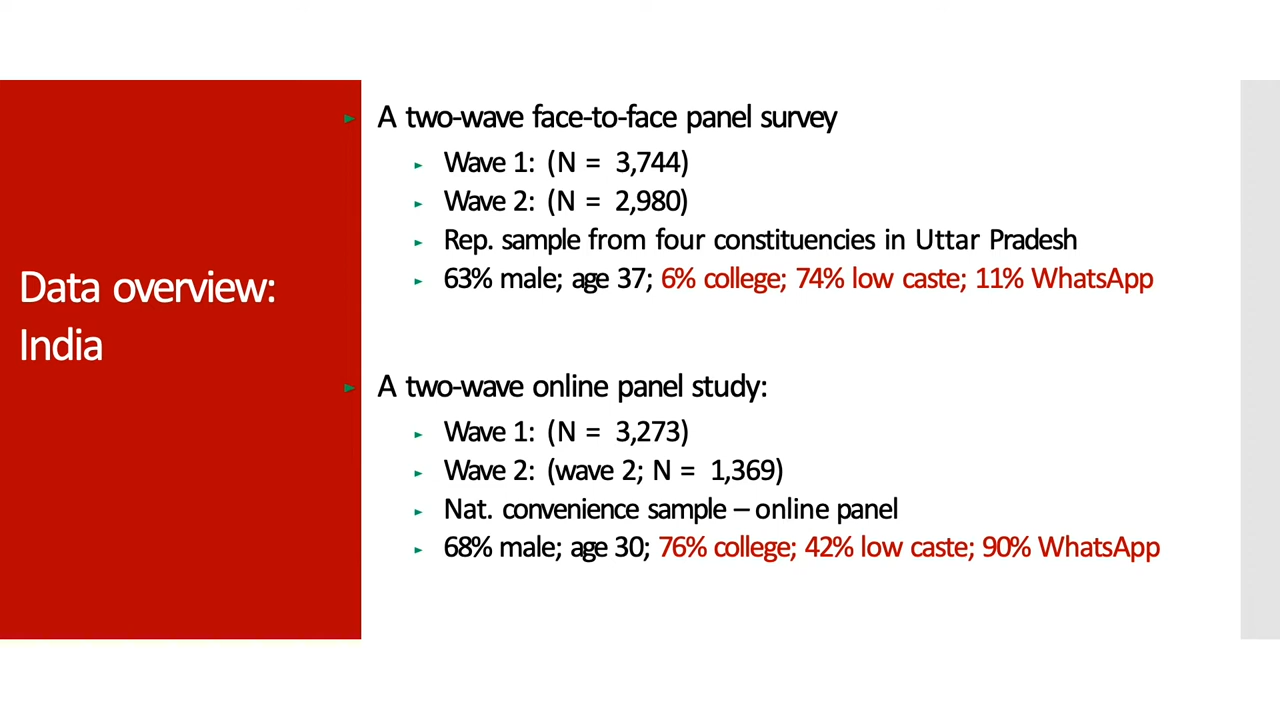 Data overview:
India
A two-wave face-to-face panel survey
Wave 1: (N = 3,744)
Wave 2: (N = 2,980)
Rep. sample from four constituencies in Uttar Pradesh
63% male; age 37; 6% college; 74% low caste; 11% WhatsApp
A two-wave online panel study:
Wave 1: (N = 3,273)
Wave 2: (wave 2; N = 1,369)
Nat. convenience sample – online panel
68% male; age 30; 76% college; 42% low caste; 90% WhatsApp